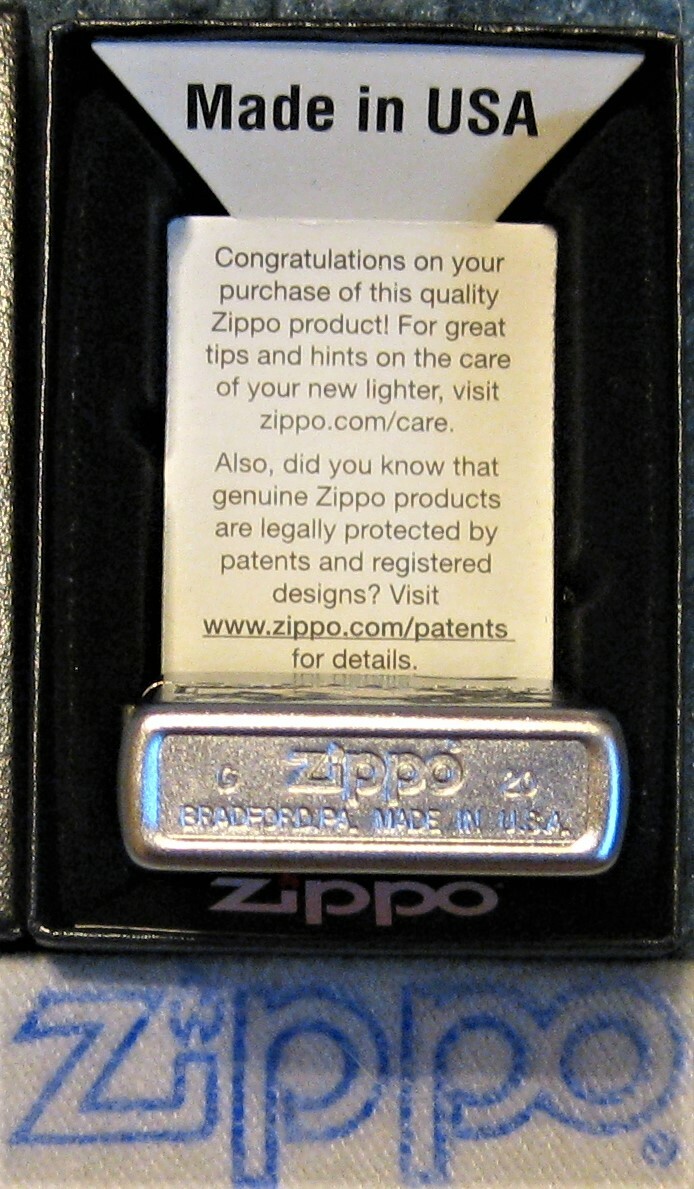 Made in USA
Congratulations on your
purchase of this quality
Zippo product! For great
tips and hints on the care
of your new lighter, visit
zippo.com/care.
Also, did you know that
genuine Zippo products
are legally protected by
patents and registered
designs? Visit
www.zippo.com/patents
for details.
G zippo 20
BRADFORD, PA. MADE IN U.S.A.
zippo
zippo®